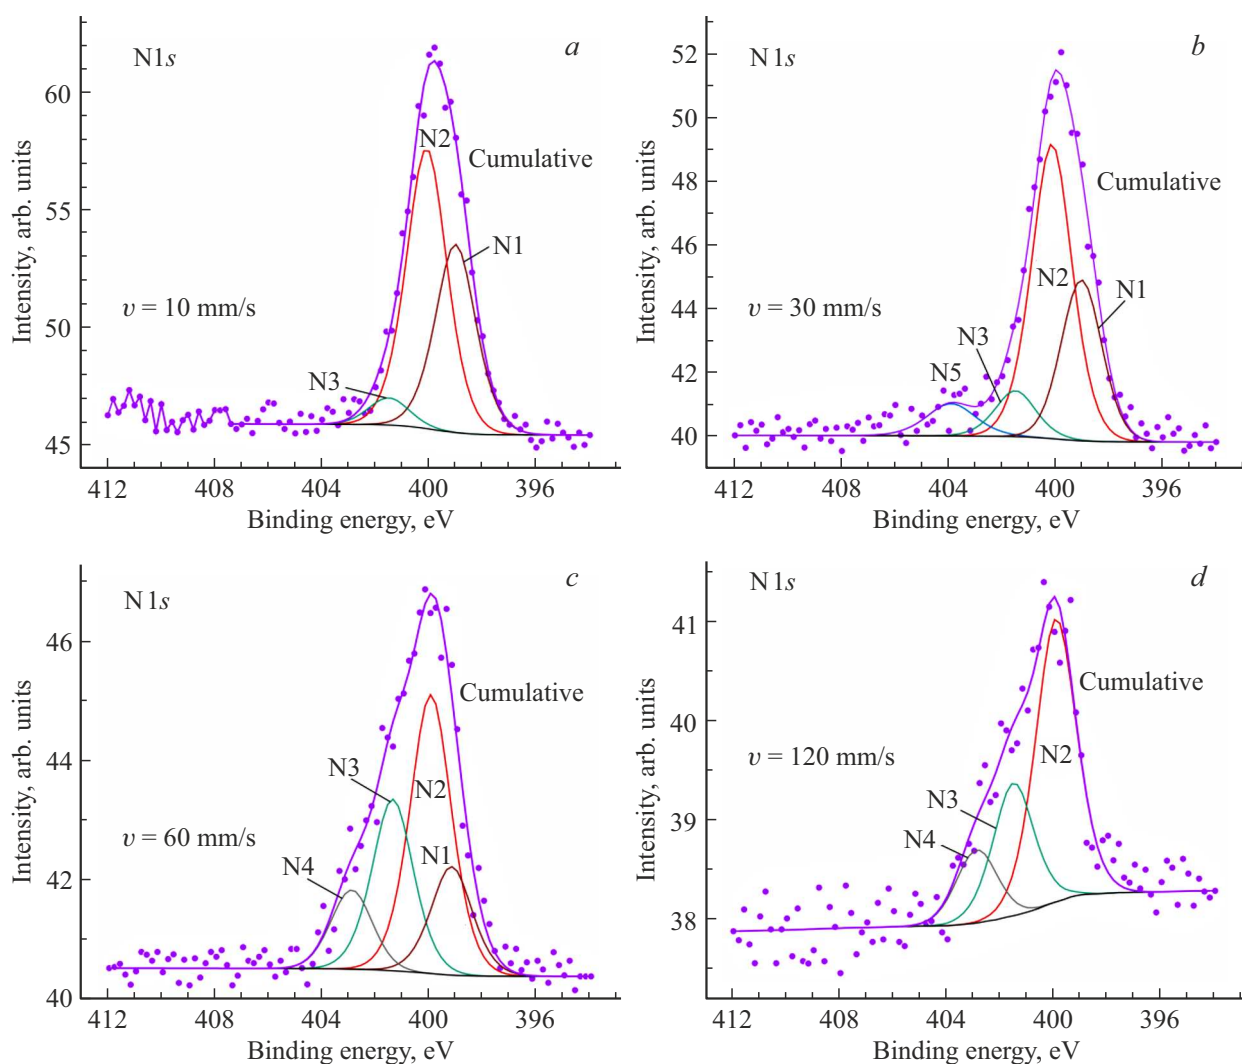 N1s
a
60
55
50
45
Intensity, arb. units
N2
Cumulative
N1
υ = 10 mm/s
N3
412
408
404
400
396
Binding energy, eV
N1s
b
52
50
48
46
44
42
40
Intensity, arb. units
Cumulative
N2
N1
υ = 30 mm/s
N3
N5
412
408
404
400
396
Binding energy, eV
N1s
c
46
44
42
40
Intensity, arb. units
Cumulative
N3
N2
υ = 60 mm/s
N1
N4
412
408
404
400
396
Binding energy, eV
N1s
d
41
40
39
38
Intensity, arb. units
Cumulative
υ = 120 mm/s
N2
N3
N4
412
408
404
400
396
Binding energy, eV